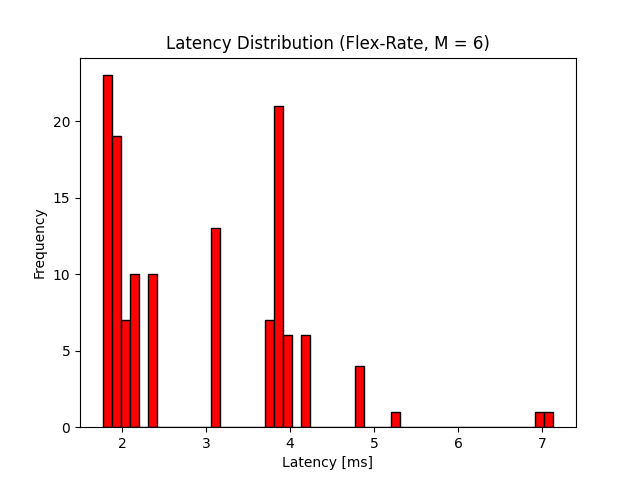 Latency Distribution (Flex-Rate, M = 6)
Frequency
20
15
10
5
0
2 3 4 5 6 7
Latency [ms]